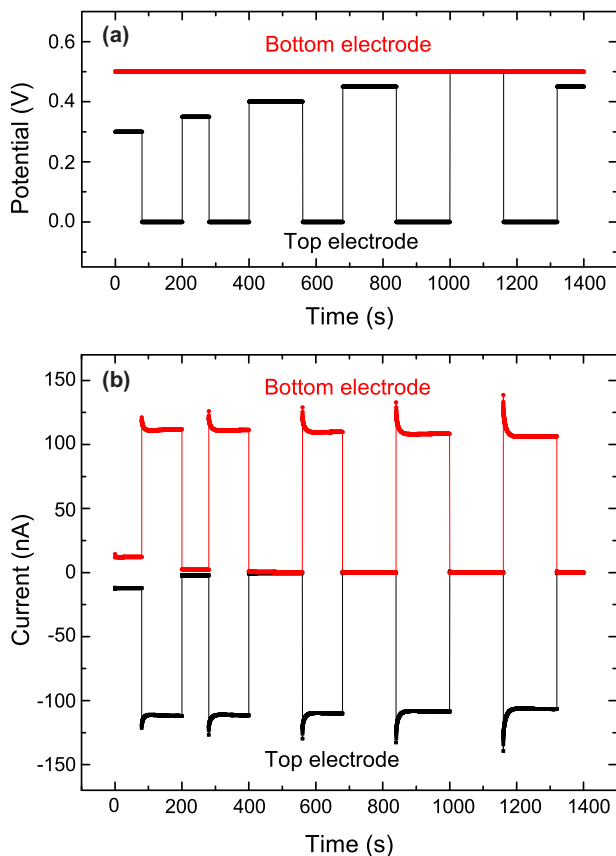 (a)
Bottom electrode
0.6
0.4
0.2
0.0
Potential (V)
Top electrode
0 200 400 600 800 1000 1200 1400
Time (s)
(b)
Bottom electrode
150
100
50
0
-50
-100
-150
Current (nA)
Top electrode
0 200 400 600 800 1000 1200 1400
Time (s)